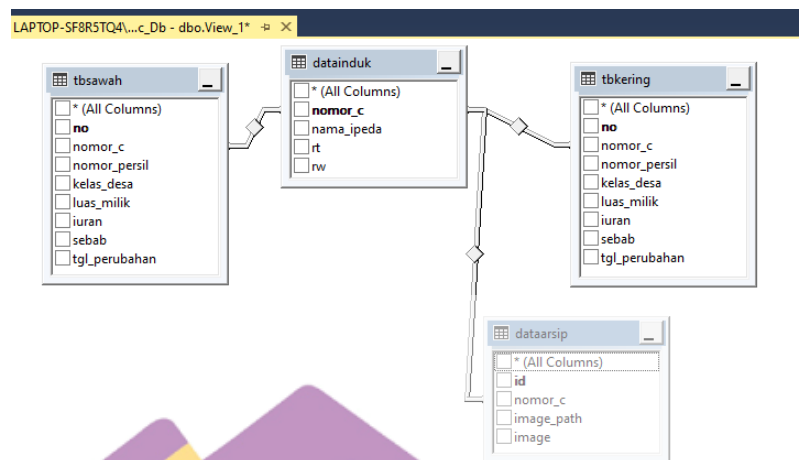 LAPTOP-SF8R5TQ4\...c_Db - dbo.View_1*
tbsawah
* (All Columns)
no
nomor_c
nomor_persil
kelas_desa
luas_milik
iuran
sebab
tgl_perubahan
datainduk
* (All Columns)
nomor_c
nama_ipeda
rt
rw
tbkering
* (All Columns)
no
nomor_c
nomor_persil
kelas_desa
luas_milik
iuran
sebab
tgl_perubahan
dataarsip
* (All Columns)
id
nomor_c
image_path
image